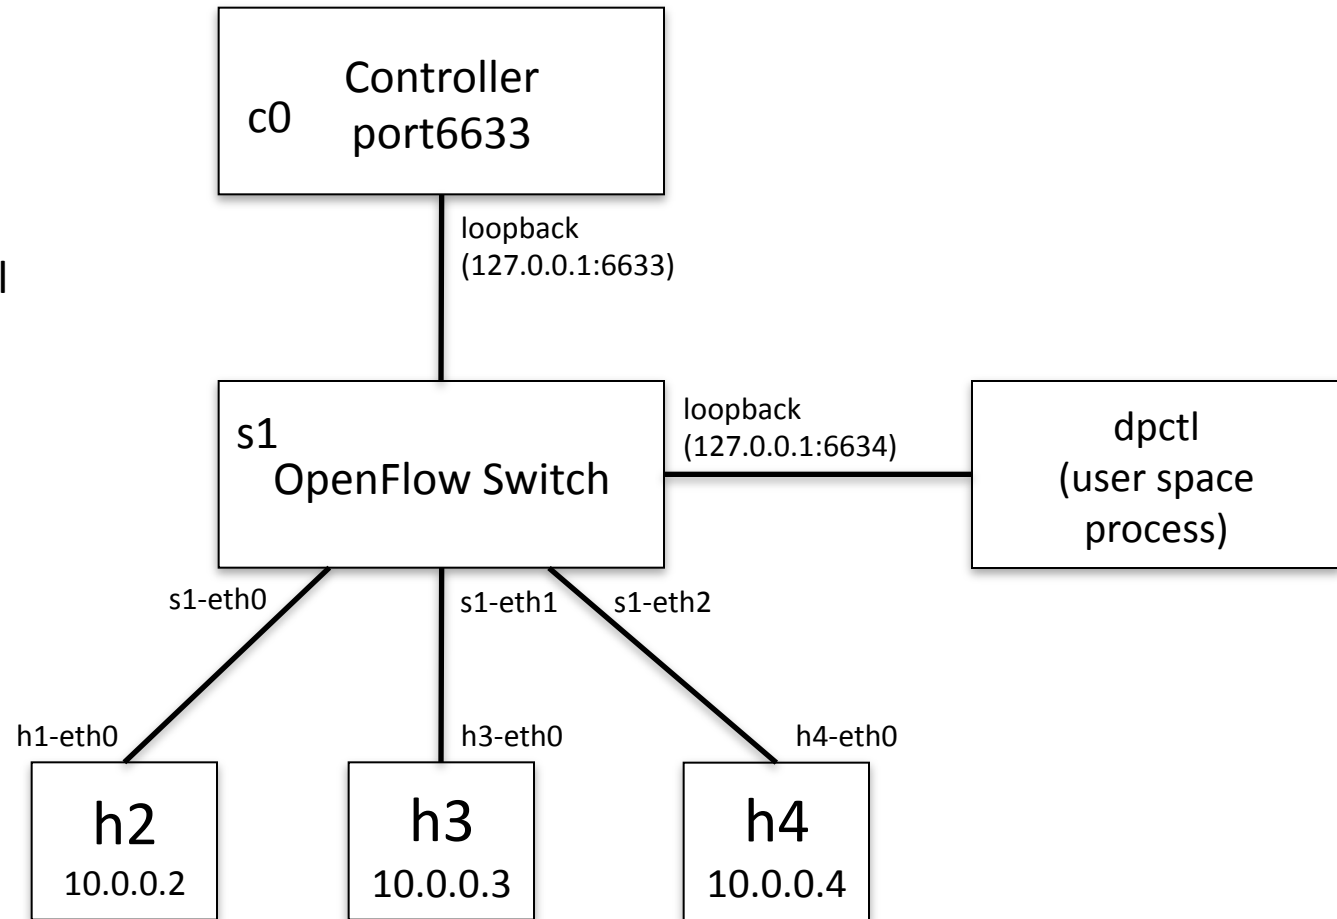 Controller
c0
port6633
loopback
(127.0.0.1:6633)
l
s1
OpenFlow Switch
loopback
(127.0.0.1:6634)
dpctl
(user space
process)
s1-eth0
s1-eth1
s1-eth2
h1-eth0
h3-eth0
h4-eth0
h2
10.0.0.2
h3
10.0.0.3
h4
10.0.0.4